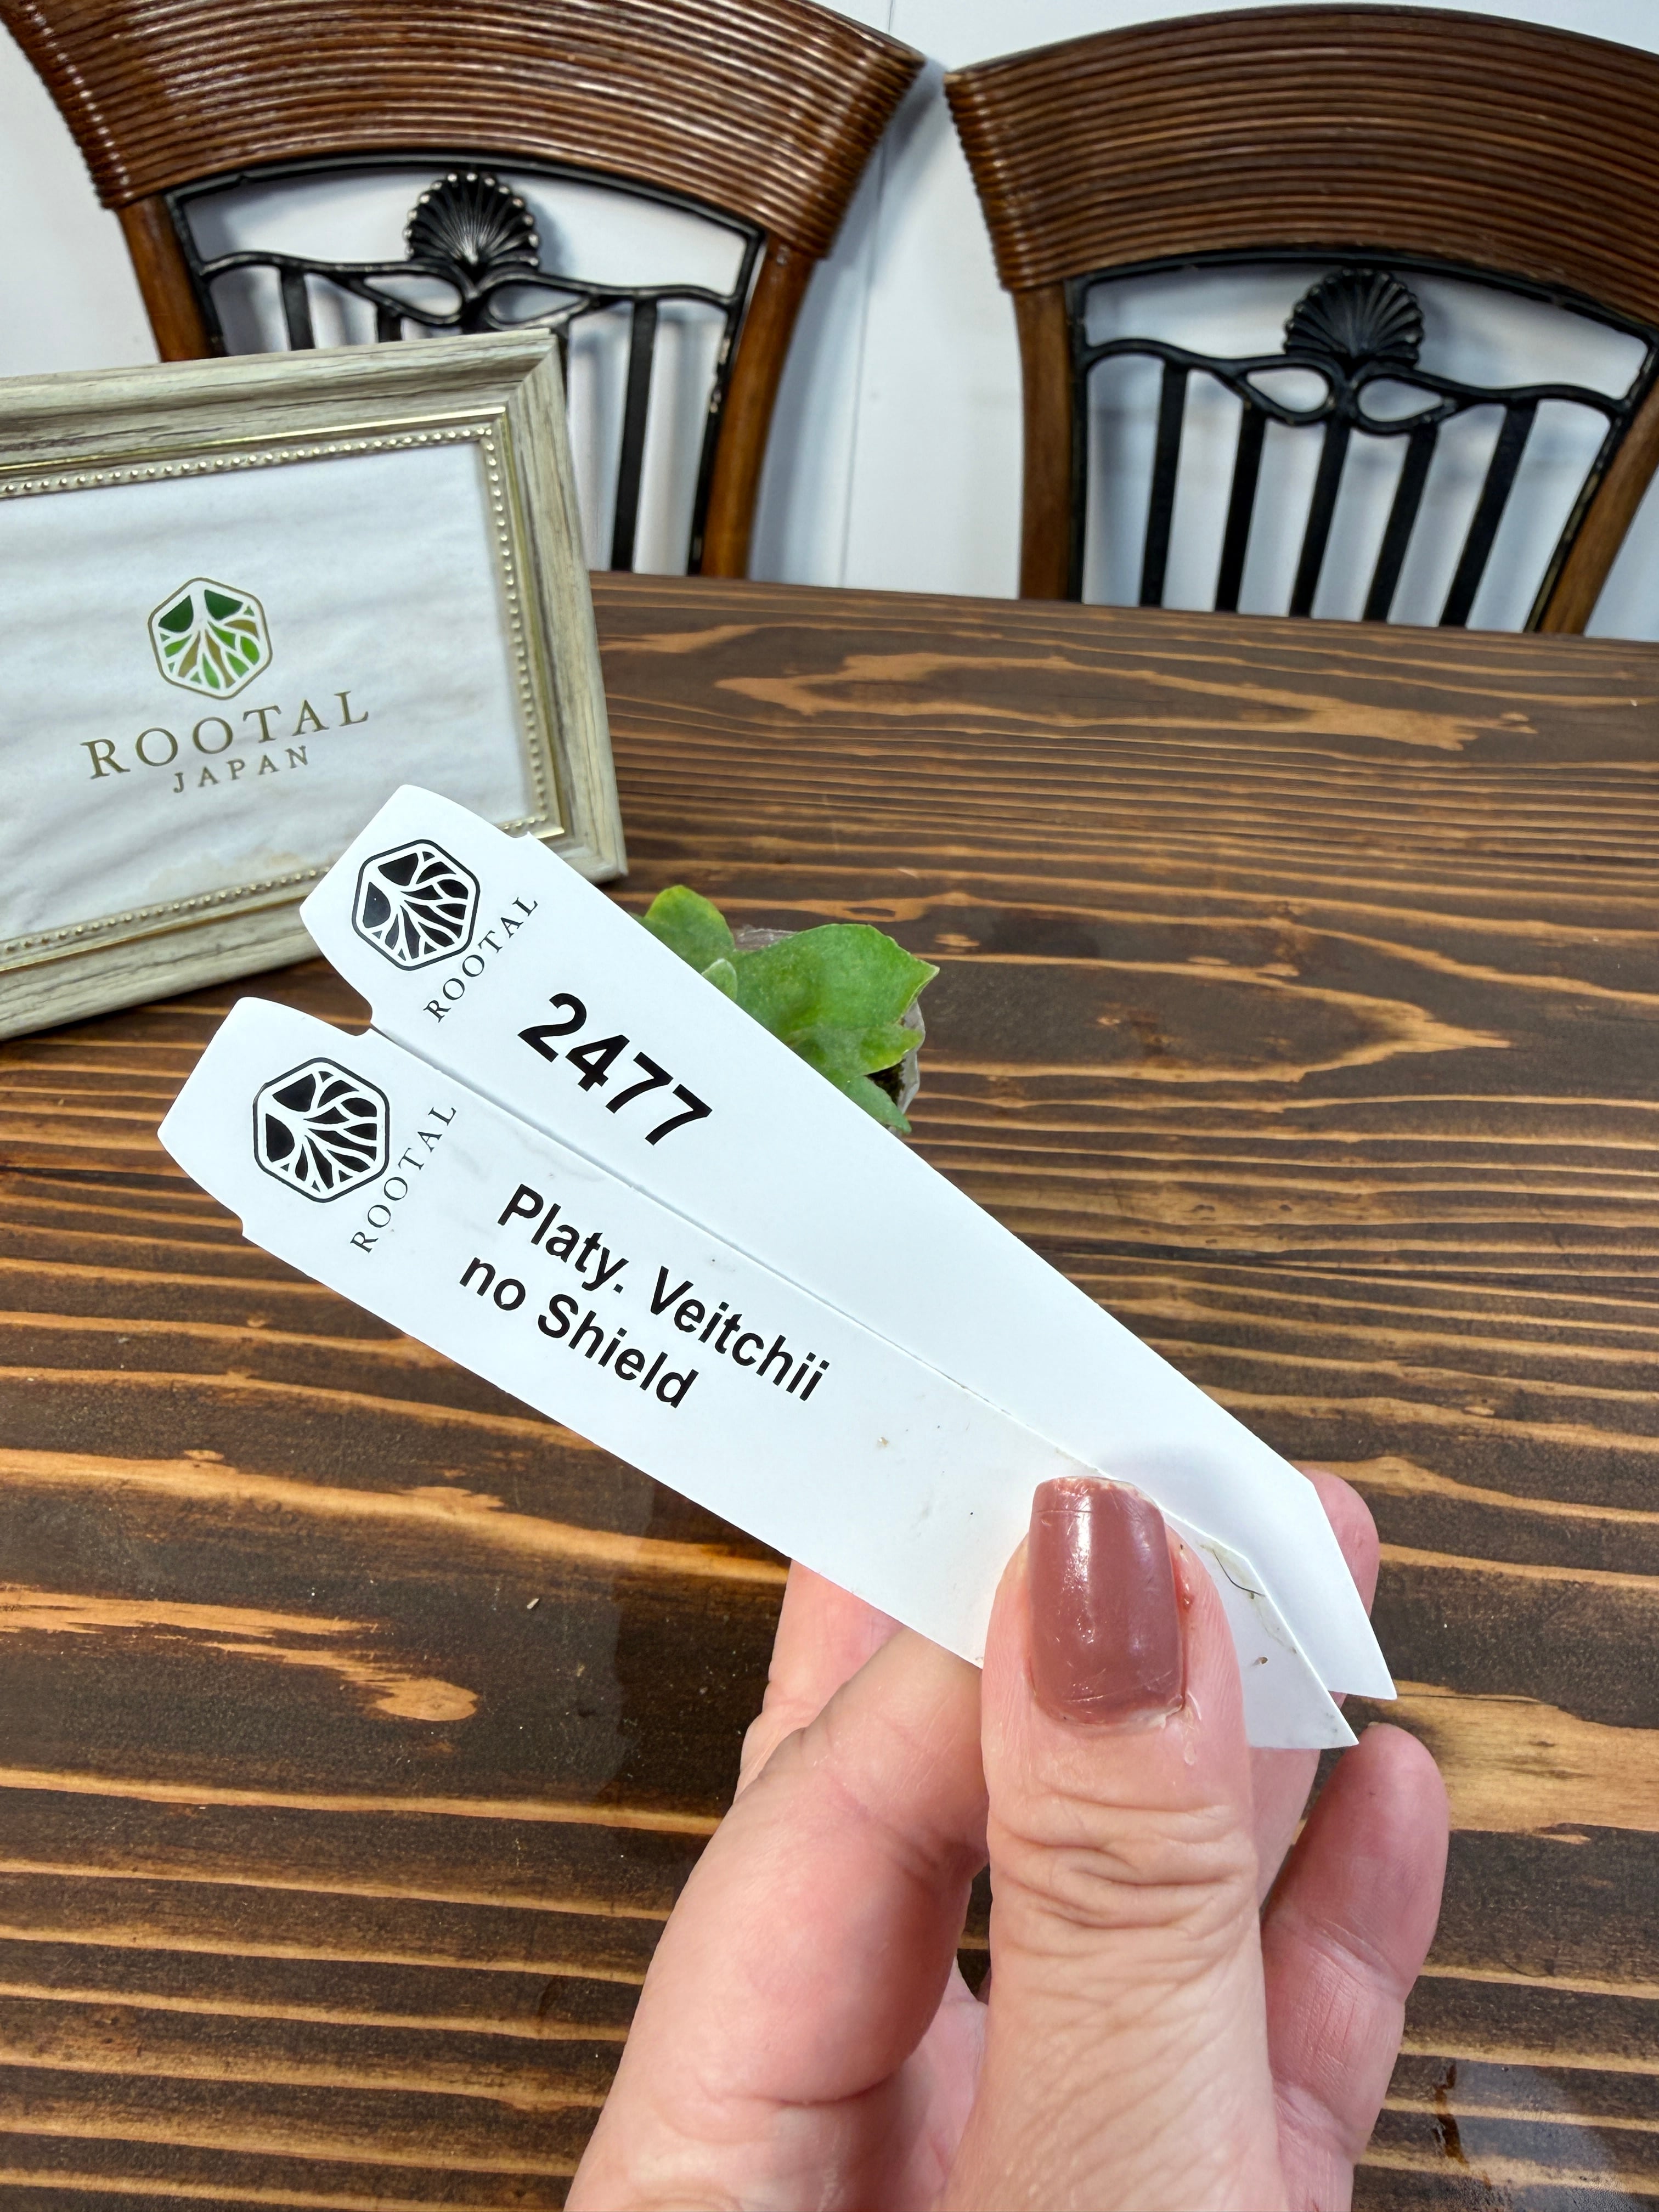 ROOTAL
JAPAN
ROOTAL
2477
ROOTAL
Platy. Veitchii
no Shield